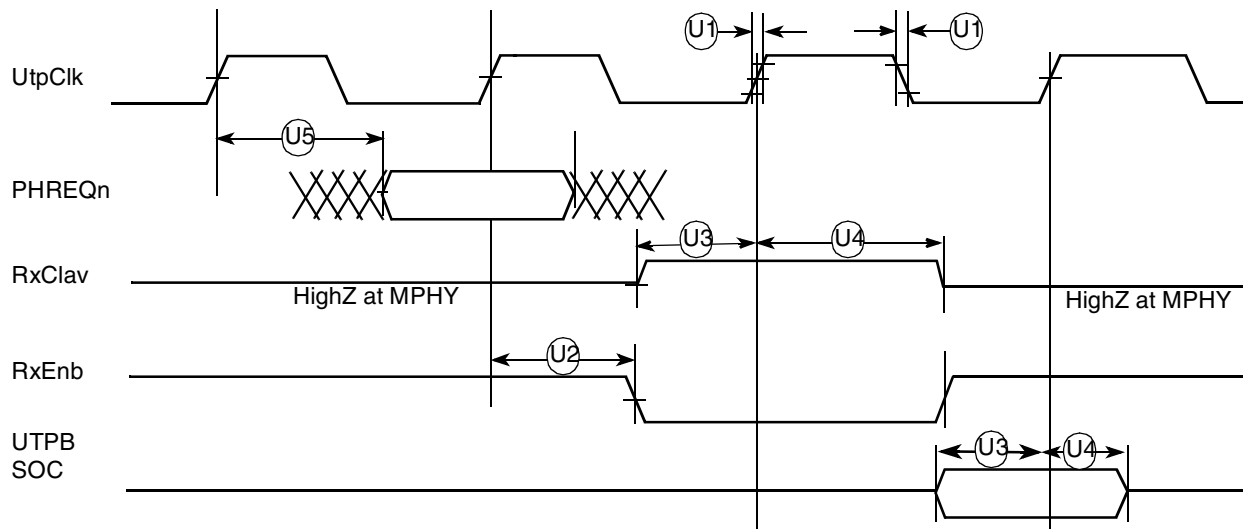 U1
U1
UtpClk
U5
PHREQn
U3
U4
RxClav
HighZ at MPHY
HighZ at MPHY
U2
RxEnb
UTPB
SOC
U3
U4